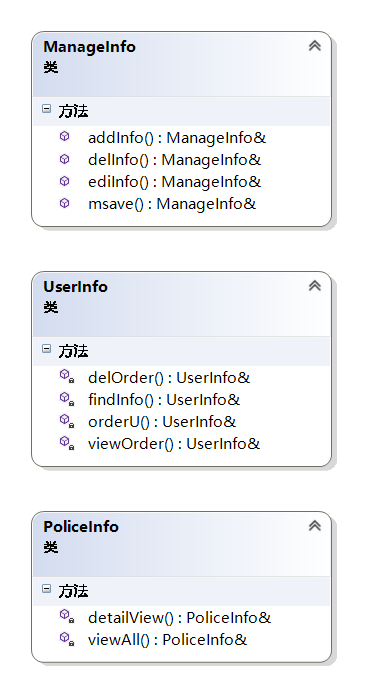 ManageInfo
类
方法
addInfo() : ManageInfo&
delInfo() : ManageInfo&
ediInfo() : ManageInfo&
msave() : ManageInfo&
UserInfo
类
方法
delOrder() : UserInfo&
findInfo() : UserInfo&
orderU() : UserInfo&
viewOrder() : UserInfo&
PoliceInfo
类
方法
detailView() : PoliceInfo&
viewAll() : PoliceInfo&